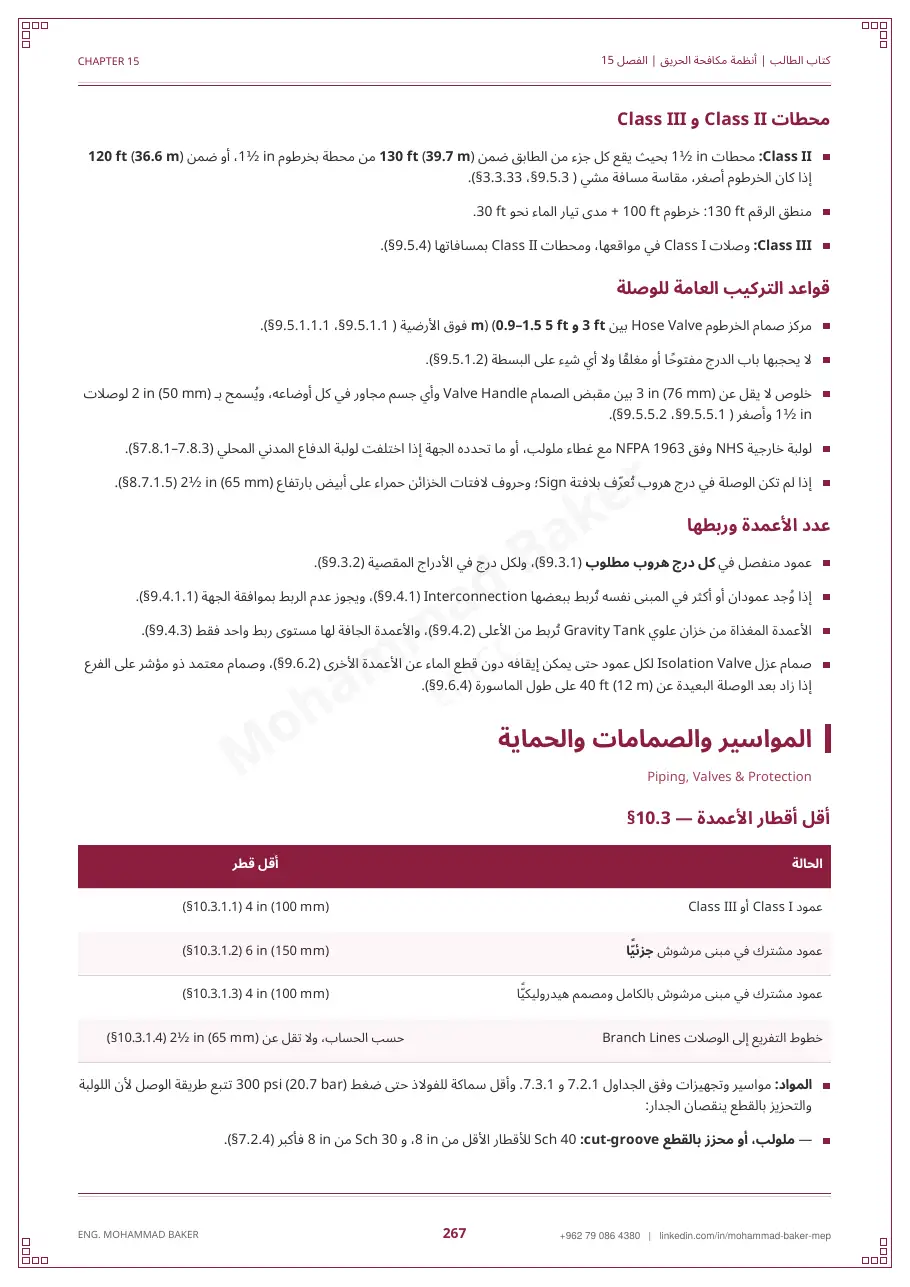 كتاب الطالب | أنظمة مكافحة الحريق | الفصل 15
CHAPTER 15
محطات Class II و Class III
Class II: محطات 1½ in بحيث يقع كل جزء من الطابق ضمن 130 ft (39.7 m) من محطة بخرطوم 1½ in، أو ضمن 120 ft (36.6 m)
إذا كان الخرطوم أصغر، مقاسة مسافة مشي ( §9.5.3، §3.3.33).
منطق الرقم 130 ft: خرطوم 100 ft + مدى تيار الماء نحو 30 ft.
Class III: وصلات Class I في مواقعها، ومحطات Class II بمسافاتها (§9.5.4).
قواعد التركيب العامة للوصلة
مركز صمام الخرطوم Hose Valve بين 3 ft و 5 ft (0.9–1.5 m) فوق الأرضية ( §9.5.1.1، §9.5.1.1.1).
لا يحجبها باب الدرج مفتوحًا أو مغلقًا ولا أي شيء على البسطة (§9.5.1.2).
خلوص لا يقل عن 3 in (76 mm) بين مقبض الصمام Valve Handle وأي جسم مجاور في كل أوضاعه، ويُسمح بـ 2 in (50 mm) لوصلات
1½ in وأصغر ( §9.5.5.1، §9.5.5.2).
لولبة خارجية NHS وفق NFPA 1963 مع غطاء ملولب، أو ما تحدده الجهة إذا اختلفت لولبة الدفاع المدني المحلي (§7.8.1–7.8.3).
إذا لم تكن الوصلة في درج هروب تُعرّف بلافتة Sign؛ وحروف لافتات الخزائن حمراء على أبيض بارتفاع 2½ in (65 mm) (§8.7.1.5).
عدد الأعمدة وربطها
عمود منفصل في كل درج هروب مطلوب (§9.3.1)، ولكل درج في الأدراج المقصية (§9.3.2).
إذا وُجد عمودان أو أكثر في المبنى نفسه تُربط ببعضها Interconnection (§9.4.1)، ويجوز عدم الربط بموافقة الجهة (§9.4.1.1).
الأعمدة المغذاة من خزان علوي Gravity Tank تُربط من الأعلى (§9.4.2)، والأعمدة الجافة لها مستوى ربط واحد فقط (§9.4.3).
صمام عزل Isolation Valve لكل عمود حتى يمكن إيقافه دون قطع الماء عن الأعمدة الأخرى (§9.6.2)، وصمام معتمد ذو مؤشر على الفرع
إذا زاد بعد الوصلة البعيدة عن 40 ft (12 m) على طول الماسورة (§9.6.4).
المواسير والصمامات والحماية
Piping, Valves & Protection
أقل أقطار الأعمدة — §10.3
الحالة	أقل قطر
عمود Class I أو Class III	4 in (100 mm) (§10.3.1.1)
عمود مشترك في مبنى مرشوش جزئيًّا	6 in (150 mm) (§10.3.1.2)
عمود مشترك في مبنى مرشوش بالكامل ومصمم هيدروليكيًّا	4 in (100 mm) (§10.3.1.3)
خطوط التفريع إلى الوصلات Branch Lines	حسب الحساب، ولا تقل عن 2½ in (65 mm) (§10.3.1.4)
المواد: مواسير وتجهيزات وفق الجداول 7.2.1 و 7.3.1. وأقل سماكة للفولاذ حتى ضغط 300 psi (20.7 bar) تتبع طريقة الوصل لأن اللولبة
والتحزيز بالقطع ينقصان الجدار:
— ملولب، أو محزز بالقطع cut-groove: Sch 40 للأقطار الأقل من 8 in، و Sch 30 من 8 in فأكبر (§7.2.4).
Mohammad Baker
ENG. MOHAMMAD BAKER
267
+962 79 086 4380 | linkedin.com/in/mohammad-baker-mep